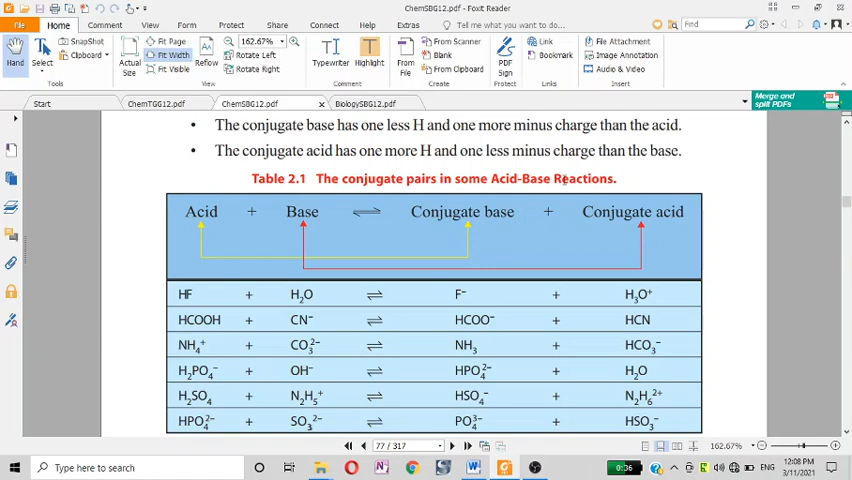 ChemSBG12.pdf - Foxit Reader
File Home Comment View Form Protect Share Connect Help Extras Tell me what you want to do... Find
SnapShot Fit Page 162.67% From Scanner Link File Attachment
Clipboard Fit Width Rotate Left Blank Bookmark Image Annotation
Hand Select Actual Size Fit Visible Reflow Rotate Right Typewriter Highlight From File From Clipboard PDF Sign Audio & Video
Tools View Comment Create Protect Links Insert
Start ChemTGG12.pdf ChemSBG12.pdf BiologySBG12.pdf Merge and split PDFs
• The conjugate base has one less H and one more minus charge than the acid.
• The conjugate acid has one more H and one less minus charge than the base.
Table 2.1 The conjugate pairs in some Acid-Base Reactions.
Acid + Base ⇌ Conjugate base + Conjugate acid
HF + H₂O ⇌ F⁻ + H₃O⁺
HCOOH + CN⁻ ⇌ HCOO⁻ + HCN
NH₄⁺ + CO₃²⁻ ⇌ NH₃ + HCO₃⁻
H₂PO₄⁻ + OH⁻ ⇌ HPO₄²⁻ + H₂O
H₂SO₄ + N₂H₅⁺ ⇌ HSO₄⁻ + N₂H₆²⁺
HPO₄²⁻ + SO₃²⁻ ⇌ PO₄³⁻ + HSO₃⁻
77 / 317 162.67%
Type here to search 0:36 ENG 12:08 PM
3/11/2021